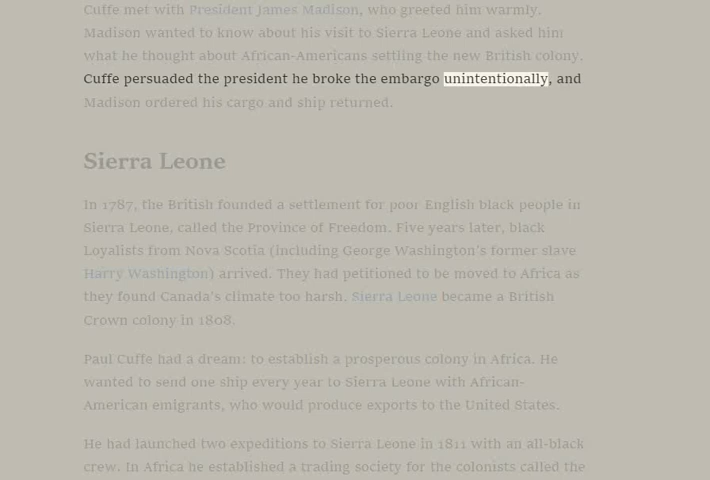 Cuffe met with President James Madison, who greeted him warmly.
Madison wanted to know about his visit to Sierra Leone and asked him
what he thought about African-Americans settling the new British colony.
Cuffe persuaded the president he broke the embargo unintentionally, and
Madison ordered his cargo and ship returned.
Sierra Leone
In 1787, the British founded a settlement for poor English black people in
Sierra Leone, called the Province of Freedom. Five years later, black
Loyalists from Nova Scotia (including George Washington's former slave
Harry Washington) arrived. They had petitioned to be moved to Africa as
they found Canada's climate too harsh. Sierra Leone became a British
Crown colony in 1808.
Paul Cuffe had a dream: to establish a prosperous colony in Africa. He
wanted to send one ship every year to Sierra Leone with African-
American emigrants, who would produce exports to the United States.
He had launched two expeditions to Sierra Leone in 1811 with an all-black
crew. In Africa he established a trading society for the colonists called the